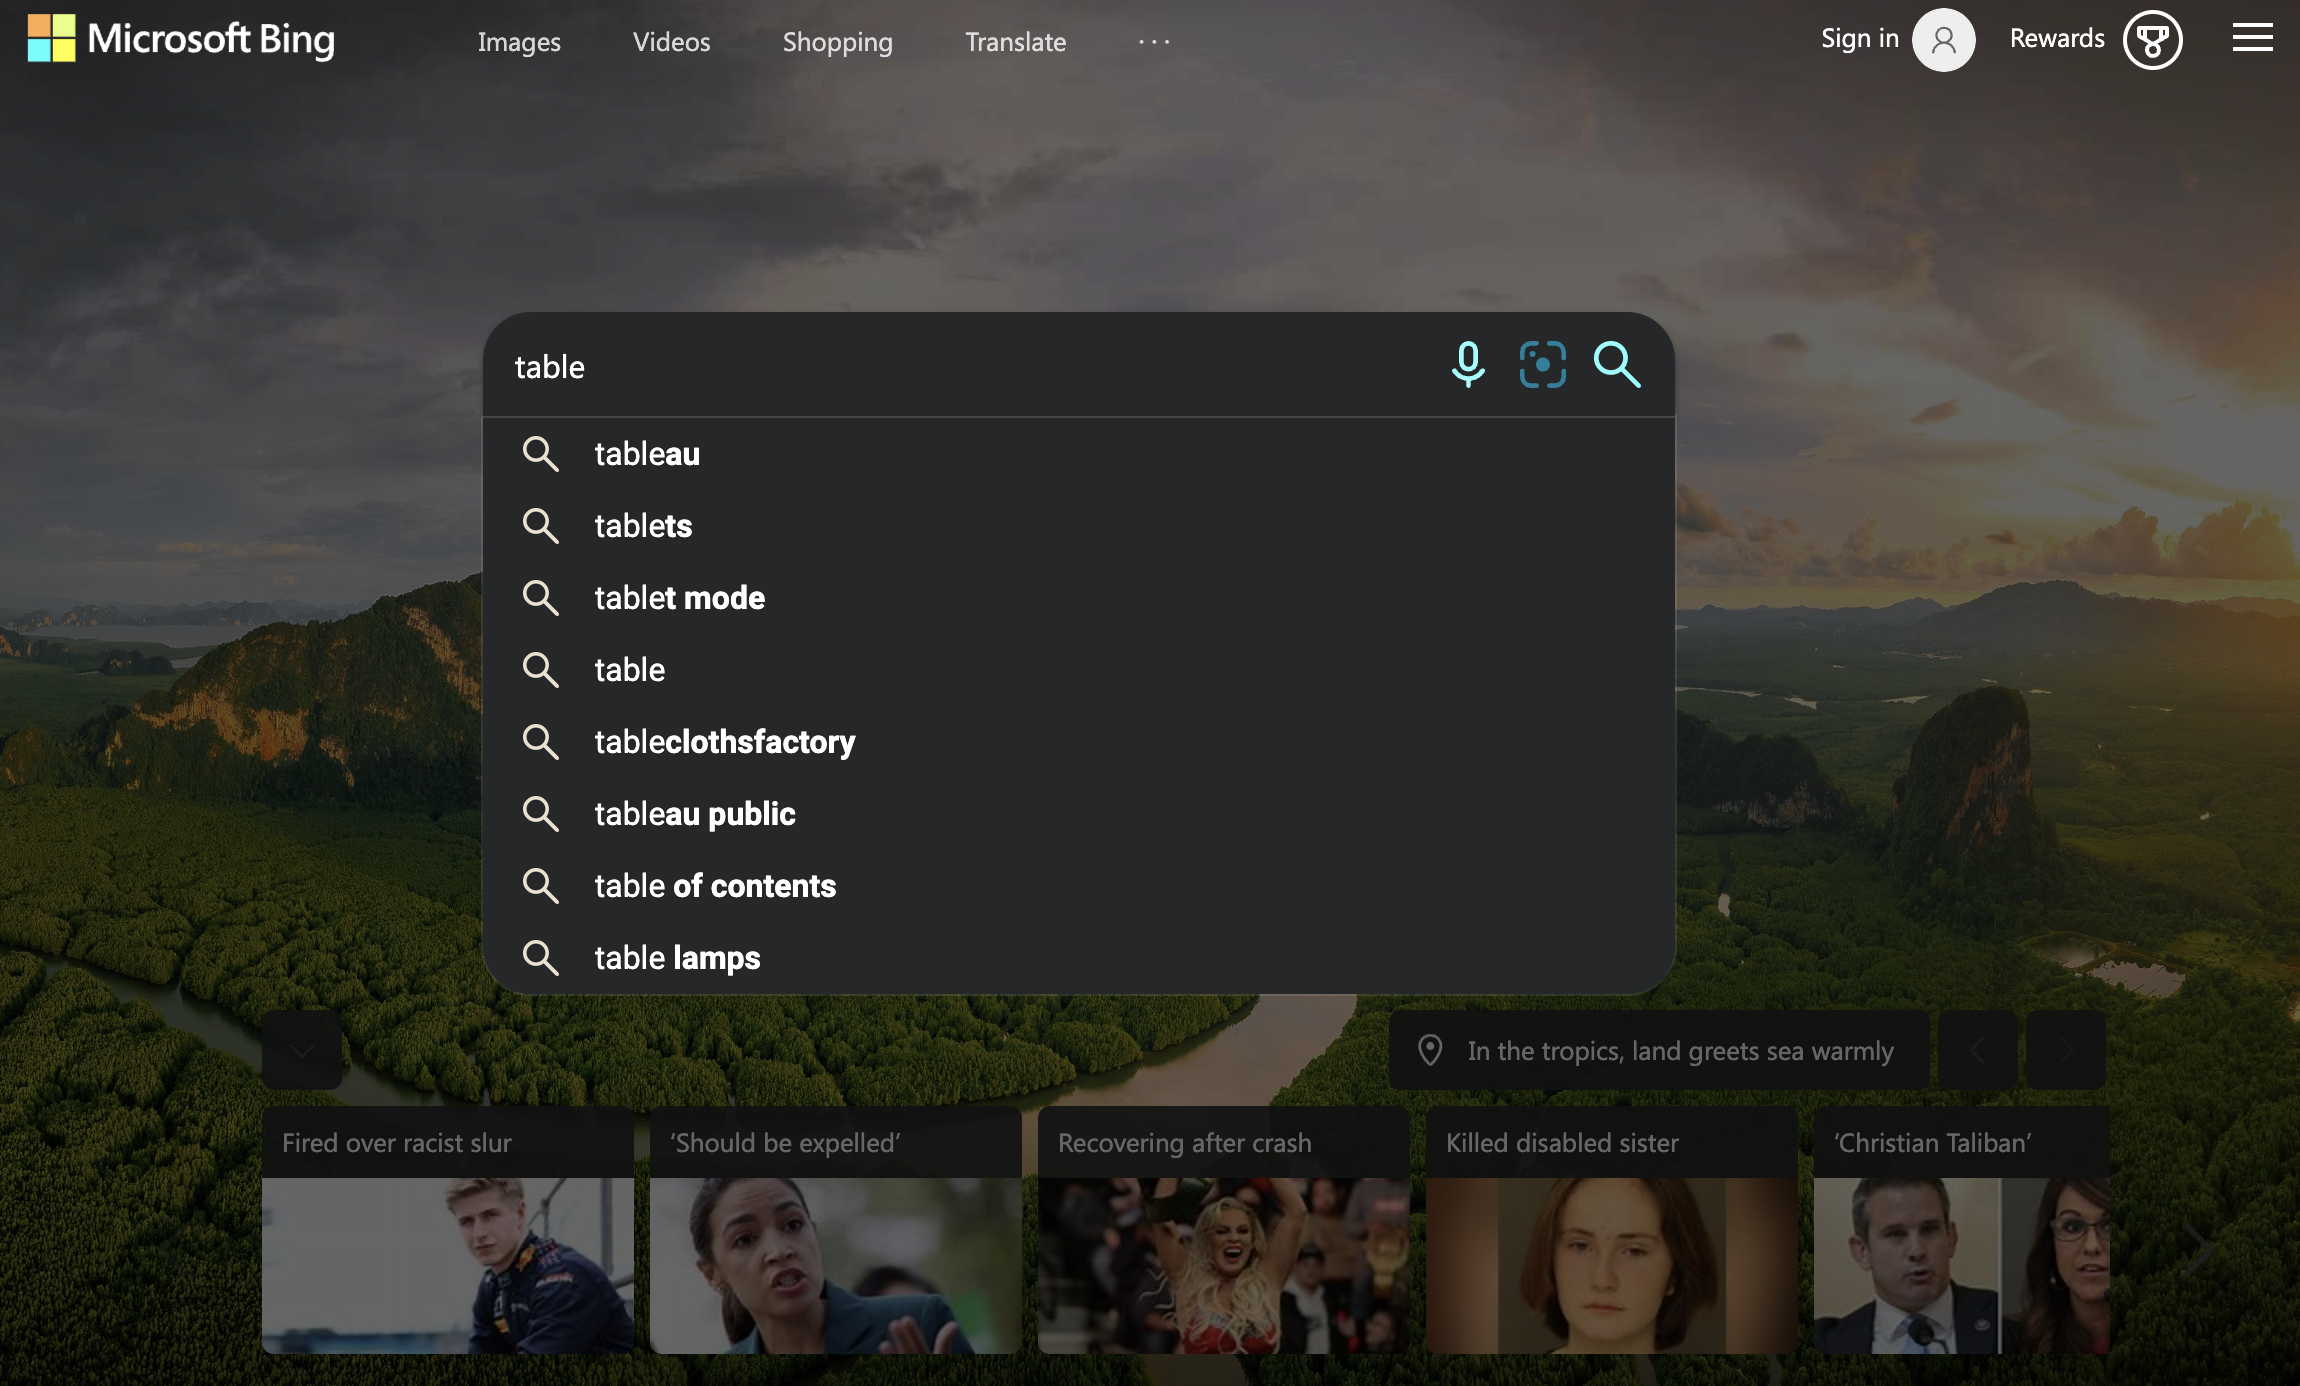 Microsoft Bing
Images
Videos
Shopping
Translate
...
Sign in
Rewards
table
tableau
tablets
tablet mode
table
tableclothsfactory
tableau public
table of contents
table lamps
In the tropics, land greets sea warmly
Fired over racist slur
‘Should be expelled’
Recovering after crash
Killed disabled sister
‘Christian Taliban’